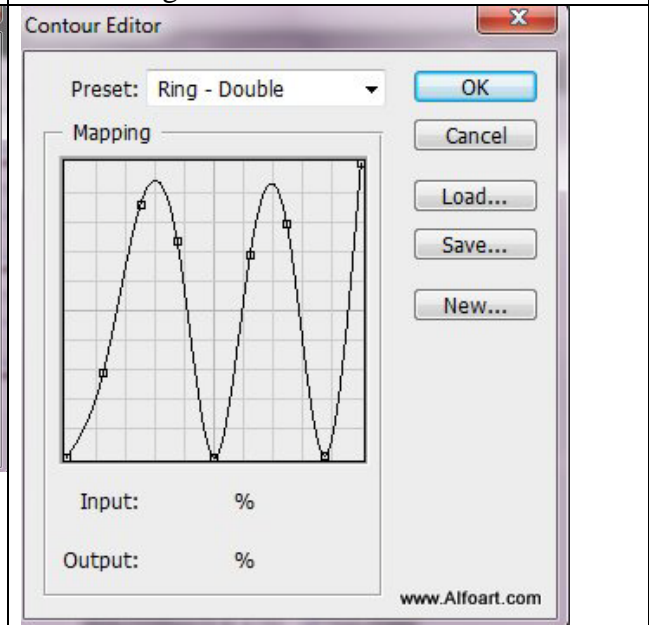 Contour Editor
Preset: Ring - Double
OK
Mapping
Cancel
Load...
Save...
New...
Input: %
Output: %
www.Alfoart.com